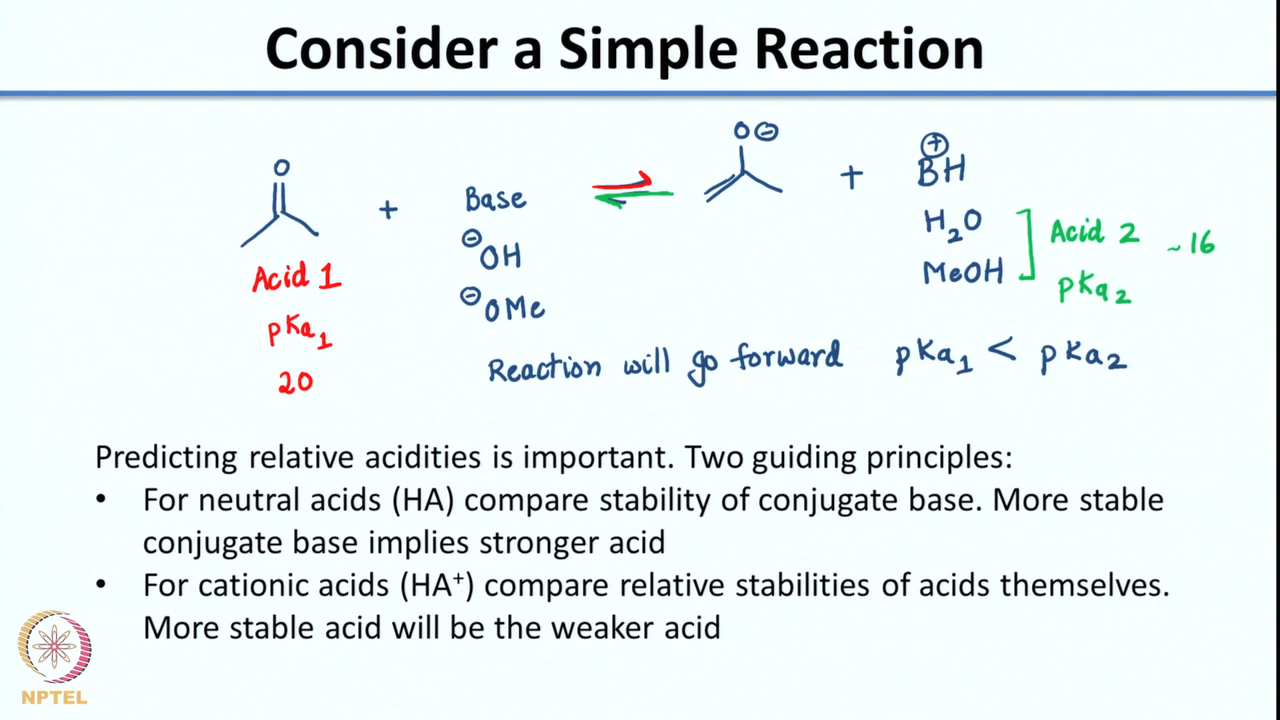 Consider a Simple Reaction
O
+
Base
⊖OH
⊖OMe
O⊖
+
⊕
BH
H₂O
MeOH
Acid 2 ~16
pKa₂
Acid 1
pKa₁
20
Reaction will go forward pKa₁ < pKa₂
Predicting relative acidities is important. Two guiding principles:
• For neutral acids (HA) compare stability of conjugate base. More stable
conjugate base implies stronger acid
• For cationic acids (HA⁺) compare relative stabilities of acids themselves.
More stable acid will be the weaker acid
NPTEL